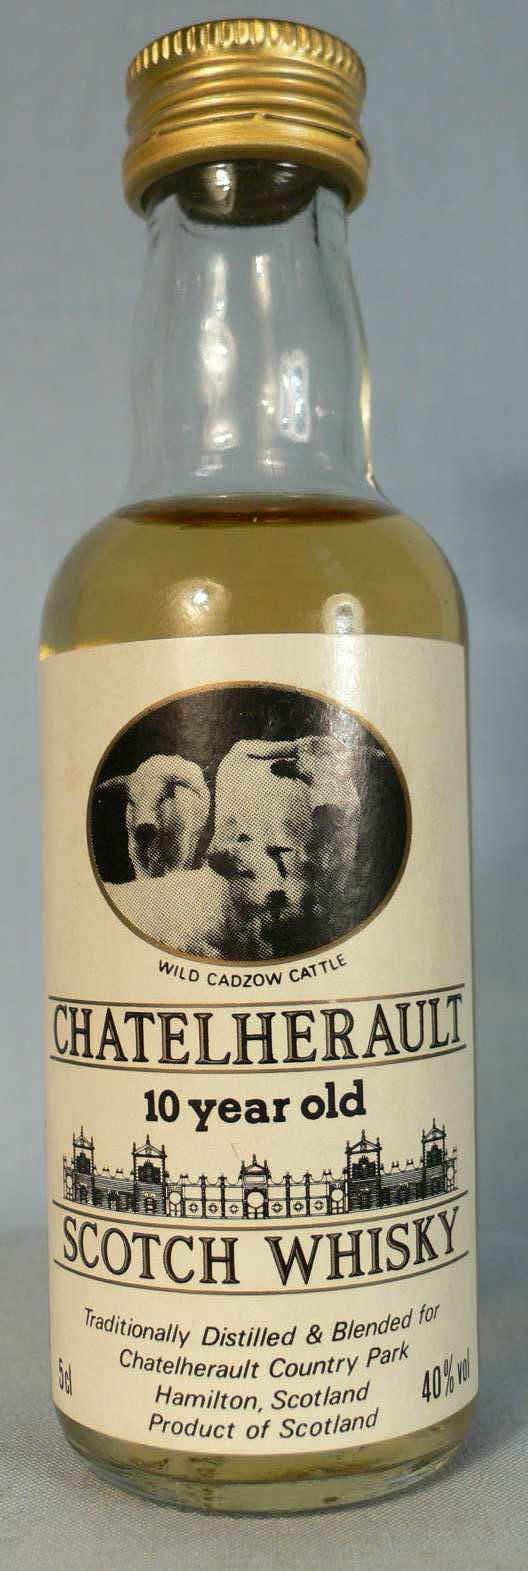 WILD CADZOW CATTLE
CHATELHERAULT
10 year old
SCOTCH WHISKY
Traditionally Distilled & Blended for
Chatelherault Country Park
Hamilton, Scotland
Product of Scotland
5cl
40% vol